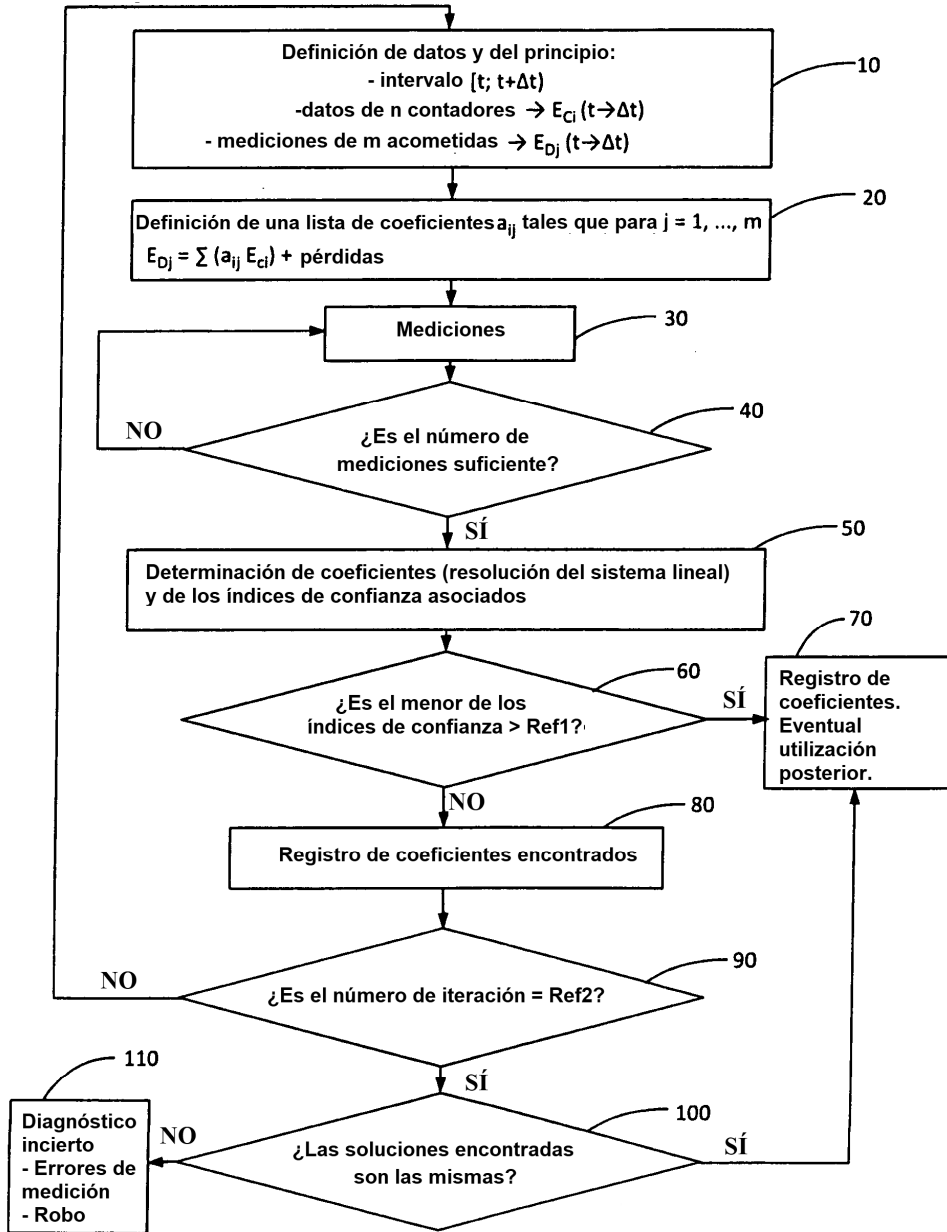 Definición de datos y del principio:
- intervalo [t; t+Δt)
-datos de n contadores → E_Ci (t→Δt)
- mediciones de m acometidas → E_Dj (t→Δt)
10
20
Definición de una lista de coeficientes a_ij tales que para j = 1, ..., m
E_Dj = ∑ (a_ij E_ci) + pérdidas
Mediciones
30
40
¿Es el número de
mediciones suficiente?
NO
SÍ
50
Determinación de coeficientes (resolución del sistema lineal)
y de los índices de confianza asociados
60
¿Es el menor de los
índices de confianza > Ref1?
SÍ
70
Registro de
coeficientes.
Eventual
utilización
posterior.
NO
80
Registro de coeficientes encontrados
90
¿Es el número de iteración = Ref2?
NO
SÍ
100
¿Las soluciones encontradas
son las mismas?
SÍ
NO
110
Diagnóstico
incierto
- Errores de
medición
- Robo